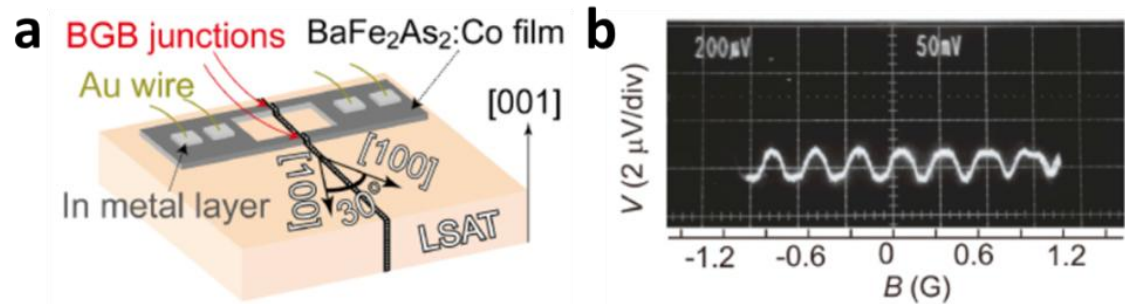 a
BGB junctions
BaFe₂As₂:Co film
Au wire
[001]
[100]
[100]
30°
In metal layer
LSAT
b
200μV
50mV
V (2 μV/div)
-1.2
-0.6
0
0.6
1.2
B (G)